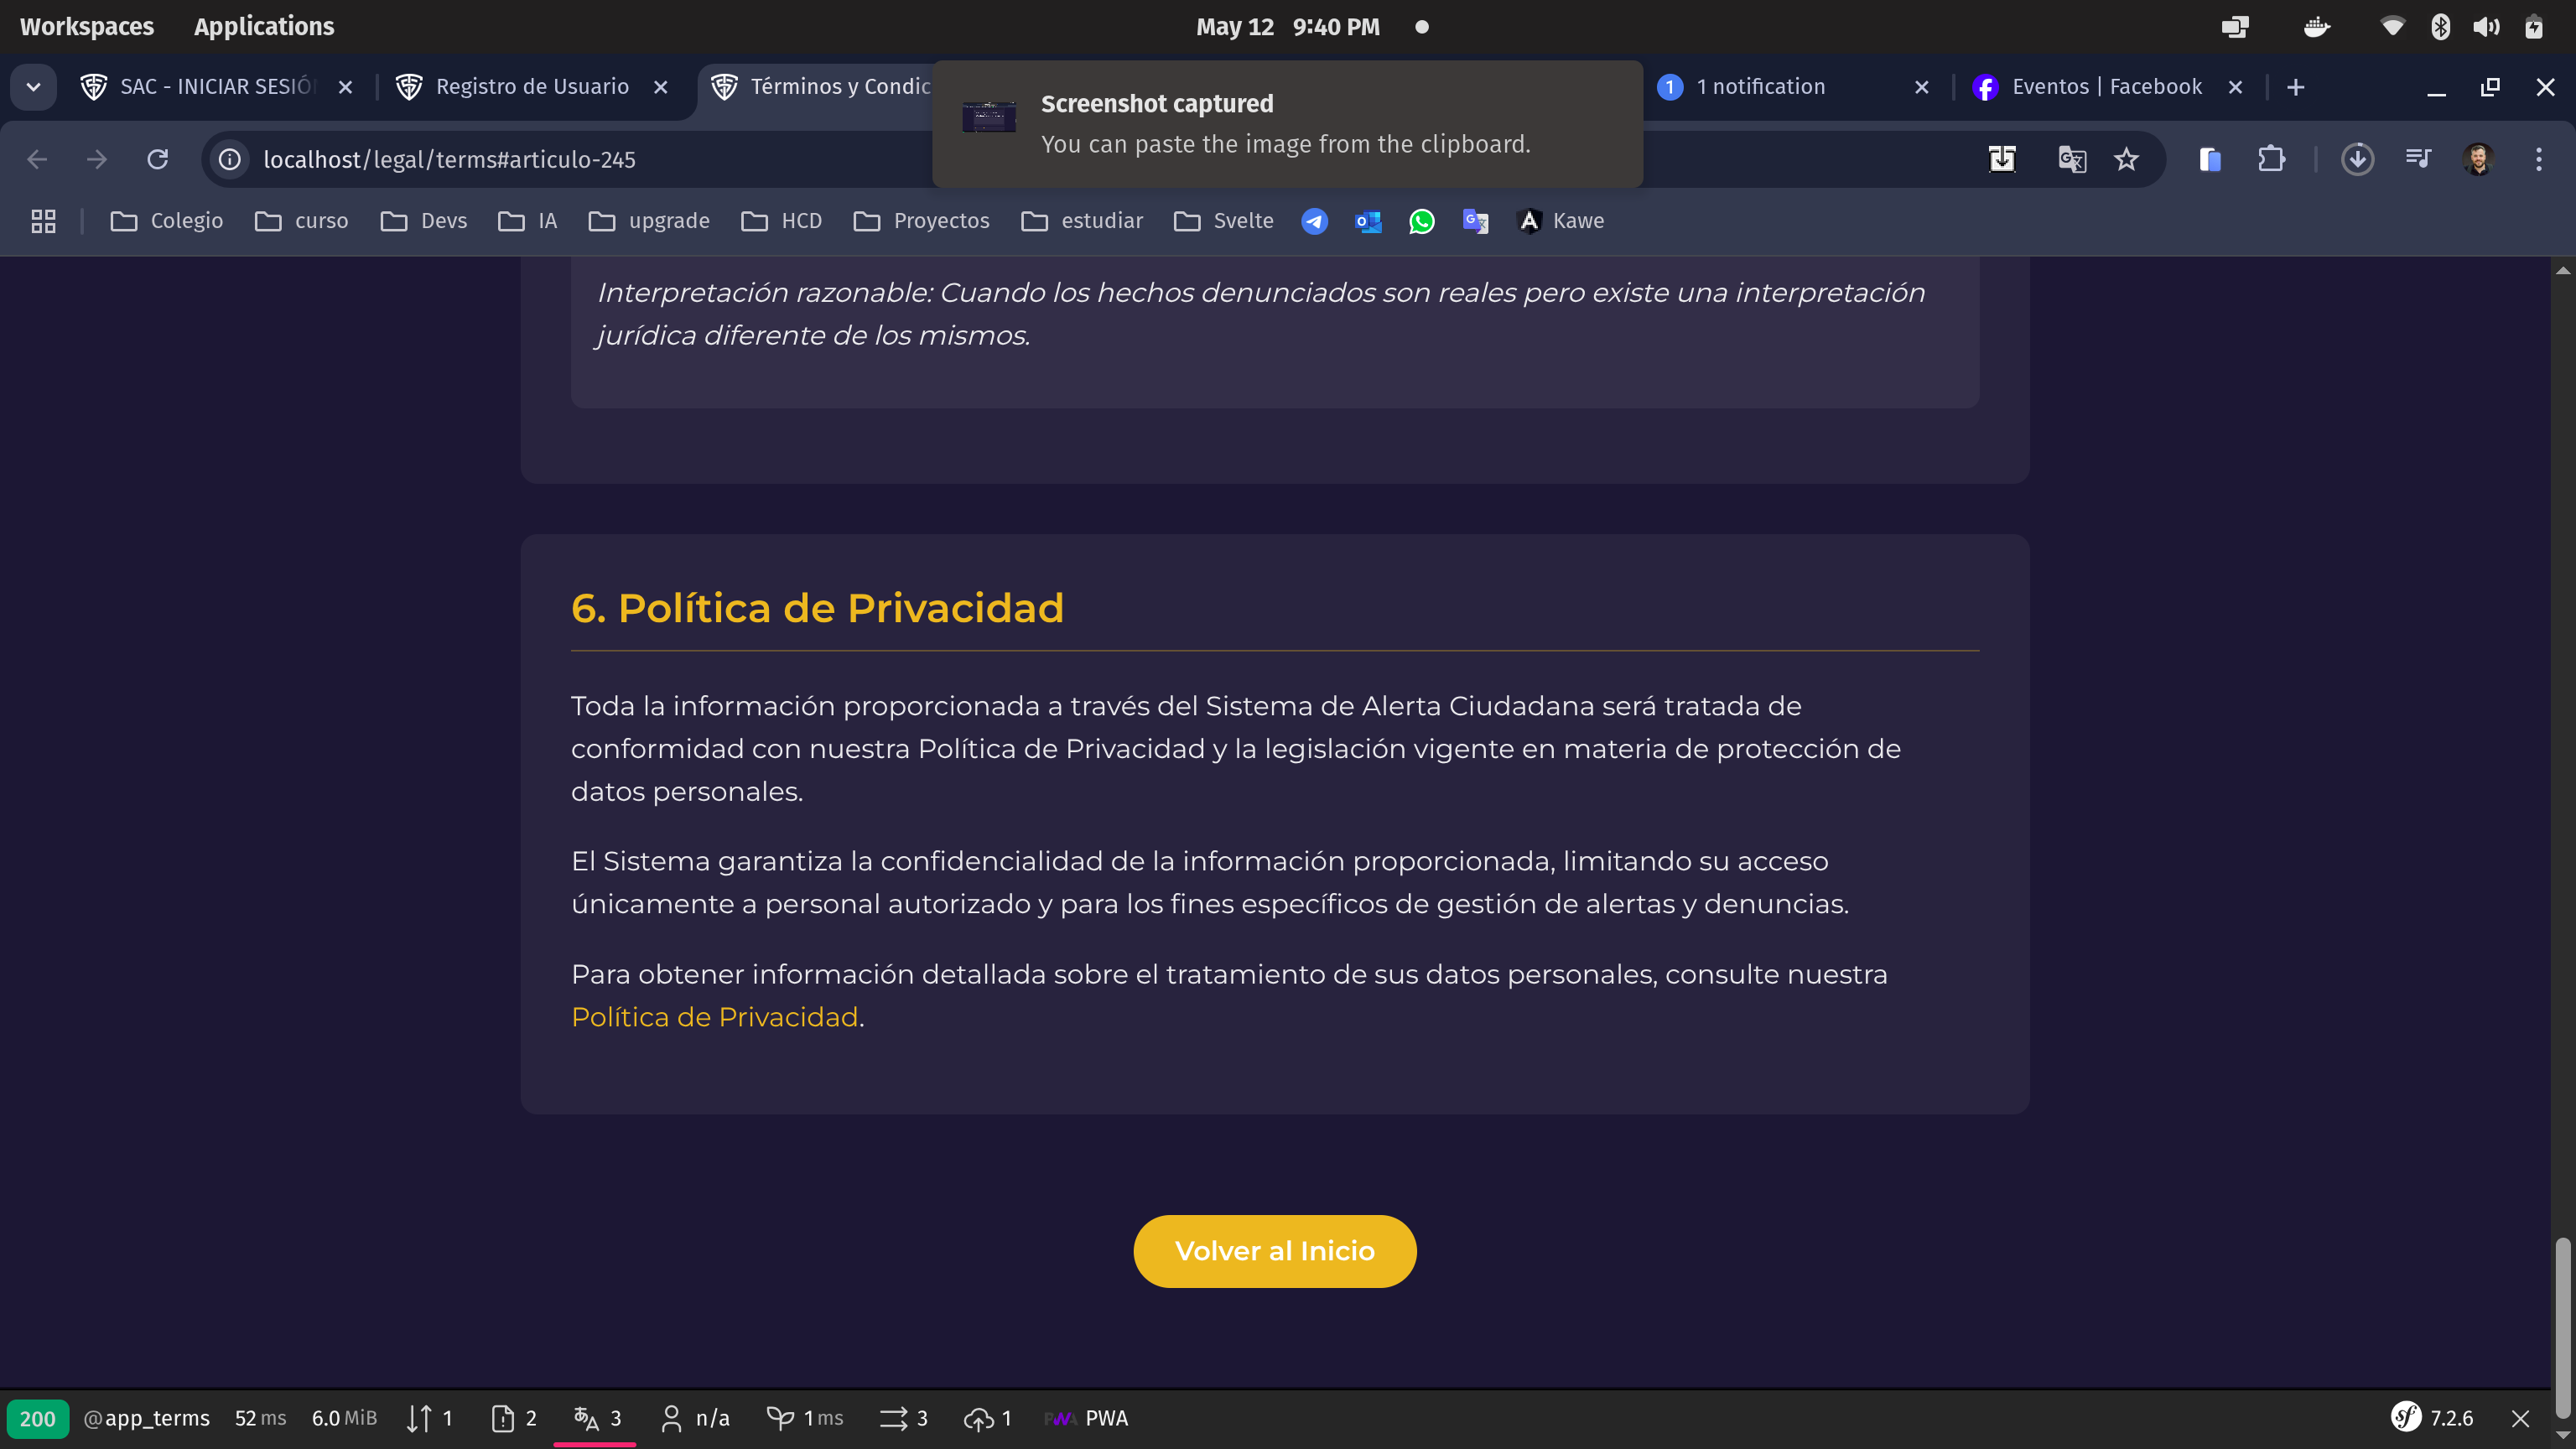 Workspaces Applications May 12 9:40 PM
SAC - INICIAR SESIÓ Registro de Usuario Términos y Condic 1 1 notification Eventos | Facebook
Screenshot captured
You can paste the image from the clipboard.
localhost/legal/terms#articulo-245
Colegio curso Devs IA upgrade HCD Proyectos estudiar Svelte Kawe
Interpretación razonable: Cuando los hechos denunciados son reales pero existe una interpretación
jurídica diferente de los mismos.
6. Política de Privacidad
Toda la información proporcionada a través del Sistema de Alerta Ciudadana será tratada de
conformidad con nuestra Política de Privacidad y la legislación vigente en materia de protección de
datos personales.
El Sistema garantiza la confidencialidad de la información proporcionada, limitando su acceso
únicamente a personal autorizado y para los fines específicos de gestión de alertas y denuncias.
Para obtener información detallada sobre el tratamiento de sus datos personales, consulte nuestra
Política de Privacidad.
Volver al Inicio
200 @app_terms 52 ms 6.0 MiB 1 2 3 n/a 1 ms 3 1 PWA PWA sf 7.2.6